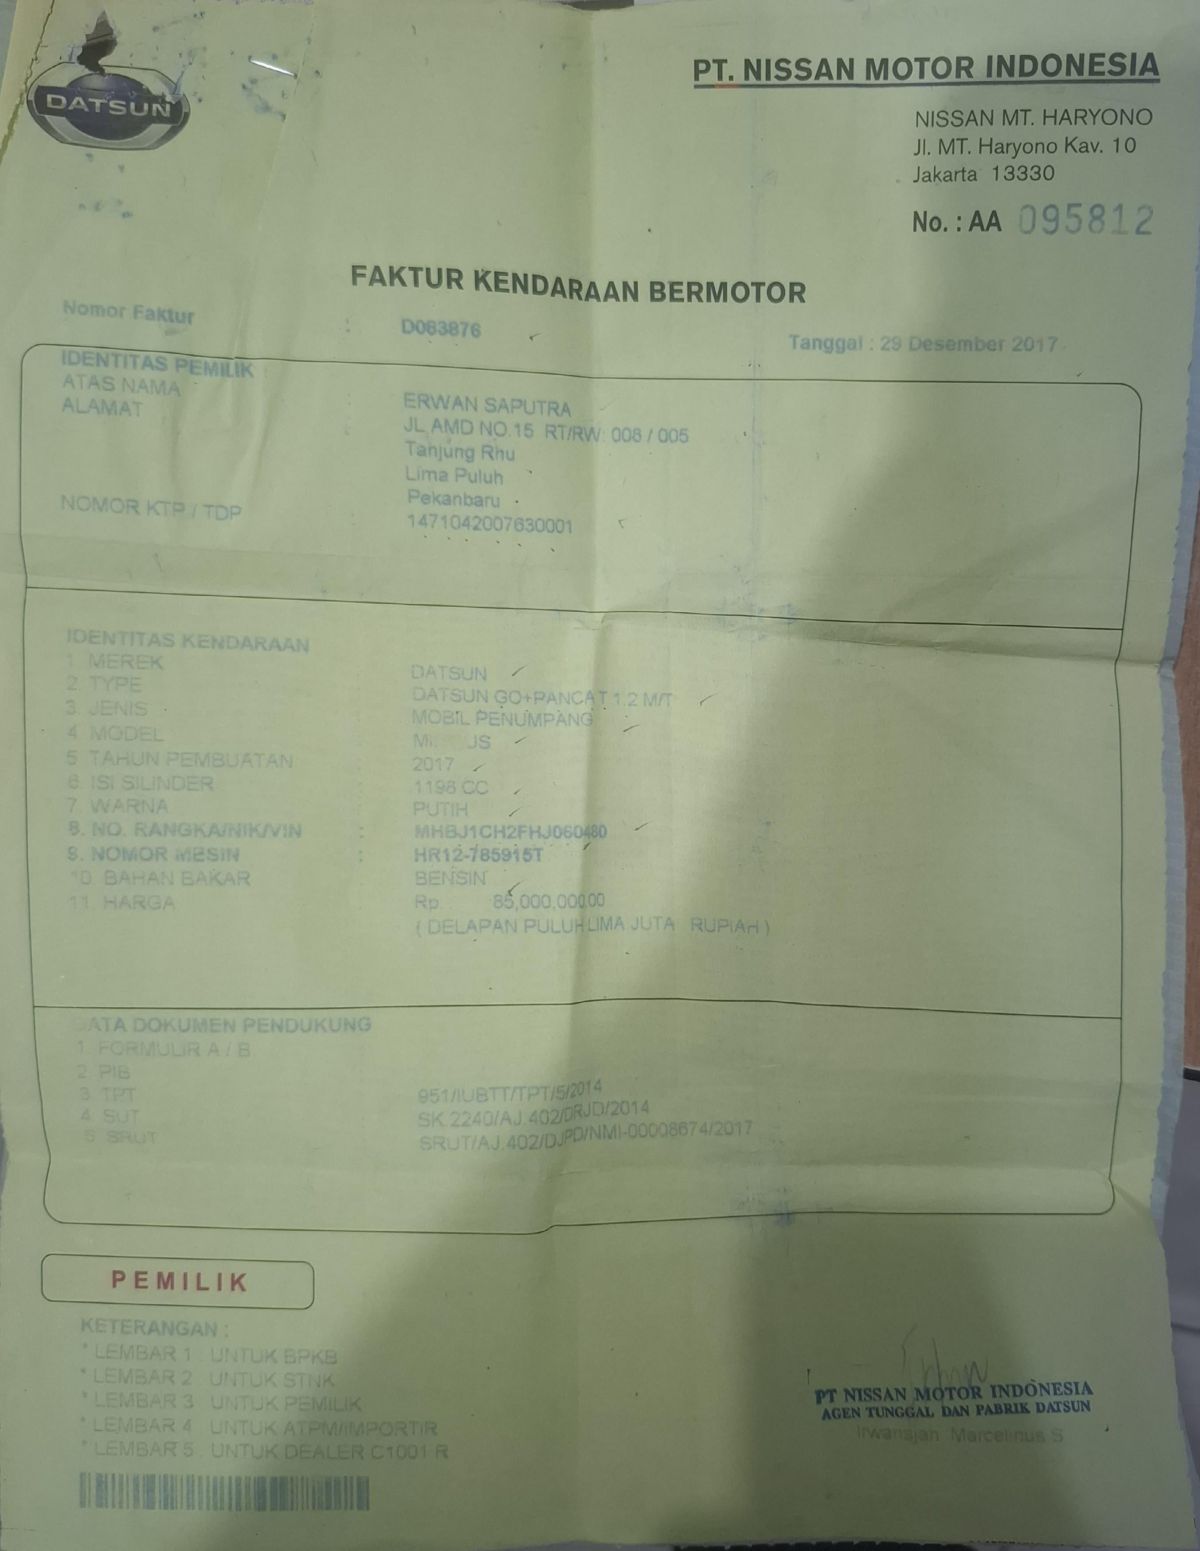 DATSUN
PT. NISSAN MOTOR INDONESIA
NISSAN MT. HARYONO
Jl. MT. Haryono Kav. 10
Jakarta 13330
No. : AA 095812
FAKTUR KENDARAAN BERMOTOR
Nomor Faktur : D083876
Tanggal : 29 Desember 2017
IDENTITAS PEMILIK
ATAS NAMA : ERWAN SAPUTRA
ALAMAT : JL AMD NO.15 RT/RW: 008 / 005
Tanjung Rhu
Lima Puluh
Pekanbaru
NOMOR KTP / TDP 1471042007630001
IDENTITAS KENDARAAN
1. MEREK DATSUN
2. TYPE DATSUN GO+PANCA T 1.2 M/T
3. JENIS MOBIL PENUMPANG
4. MODEL
5. TAHUN PEMBUATAN 2017
6. ISI SILINDER 1198 CC
7. WARNA PUTIH
8. NO. RANGKA/NIK/VIN : MHBJ1CH2FHJ060480
9. NOMOR MESIN : HR12-785915T
10. BAHAN BAKAR BENSIN
11. HARGA Rp. 85,000,000.00
( DELAPAN PULUH LIMA JUTA RUPIAH )
DATA DOKUMEN PENDUKUNG
1. FORMULIR A / B
2. PIB
3. TPT 951/IUBTT/TPT/5/2014
4. SUT SK.2240/AJ.402/DRJD/2014
5. SRUT SRUT/AJ.402/DJPD/NMI-00008674/2017
PEMILIK
KETERANGAN :
* LEMBAR 1 : UNTUK BPKB
* LEMBAR 2 : UNTUK STNK
* LEMBAR 3 : UNTUK PEMILIK
* LEMBAR 4 : UNTUK ATPM/IMPORTIR
* LEMBAR 5 : UNTUK DEALER C1001 R
PT NISSAN MOTOR INDONESIA
AGEN TUNGGAL DAN PABRIK DATSUN
Irwansjah Marcelinus S